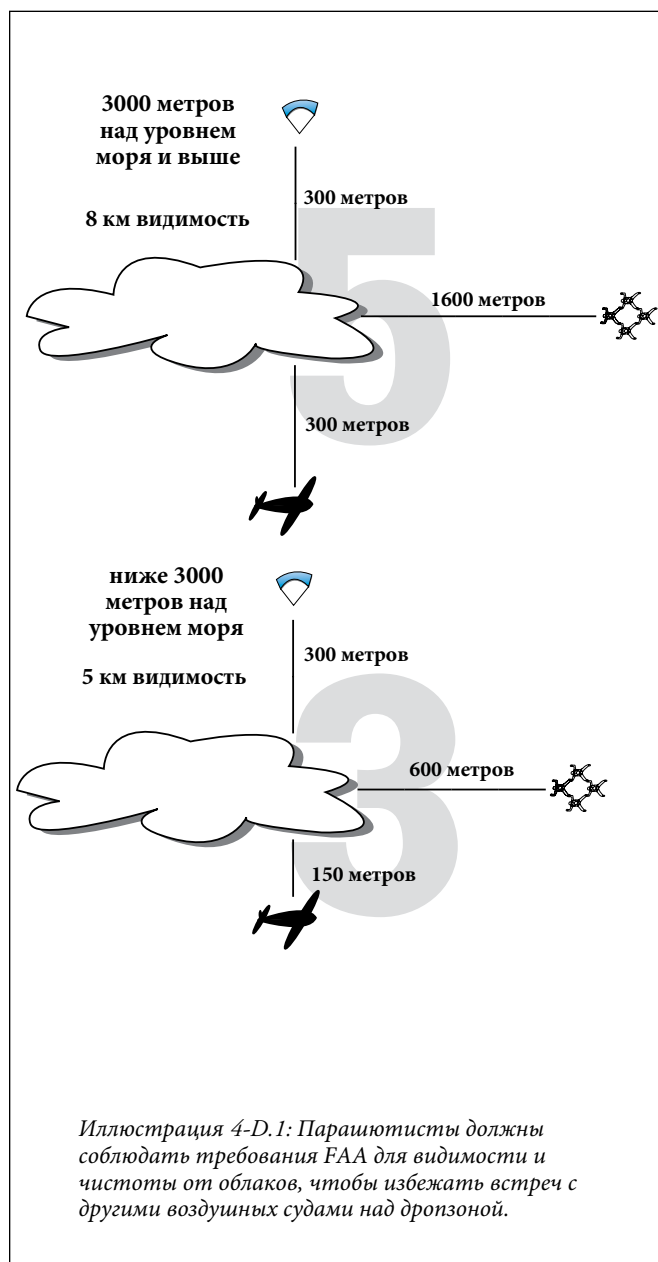 3000 метров
над уровнем
моря и выше
300 метров
8 км видимость
5
1600 метров
300 метров
ниже 3000
метров над
уровнем моря
300 метров
5 км видимость
3
600 метров
150 метров
Иллюстрация 4-D.1: Парашютисты должны
соблюдать требования FAA для видимости и
чистоты от облаков, чтобы избежать встреч с
другими воздушных судами над дропзоной.